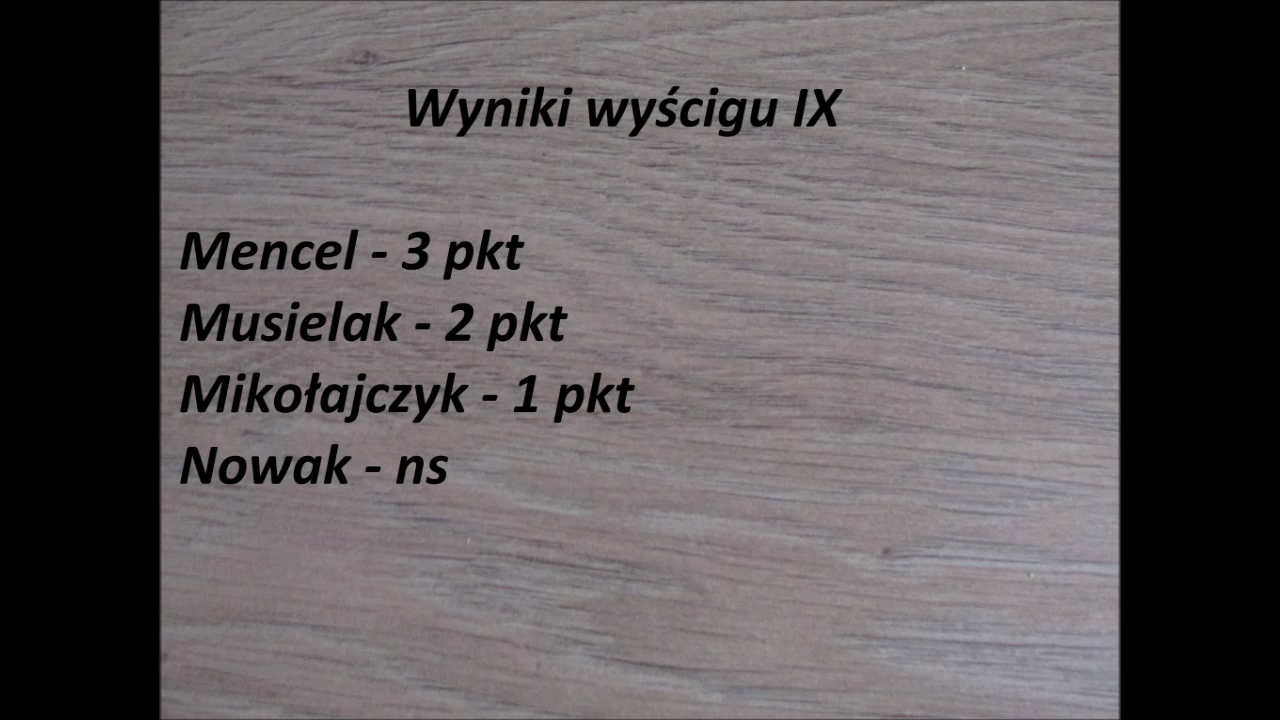 Wyniki wyścigu IX
Mencel - 3 pkt
Musielak - 2 pkt
Mikołajczyk - 1 pkt
Nowak - ns